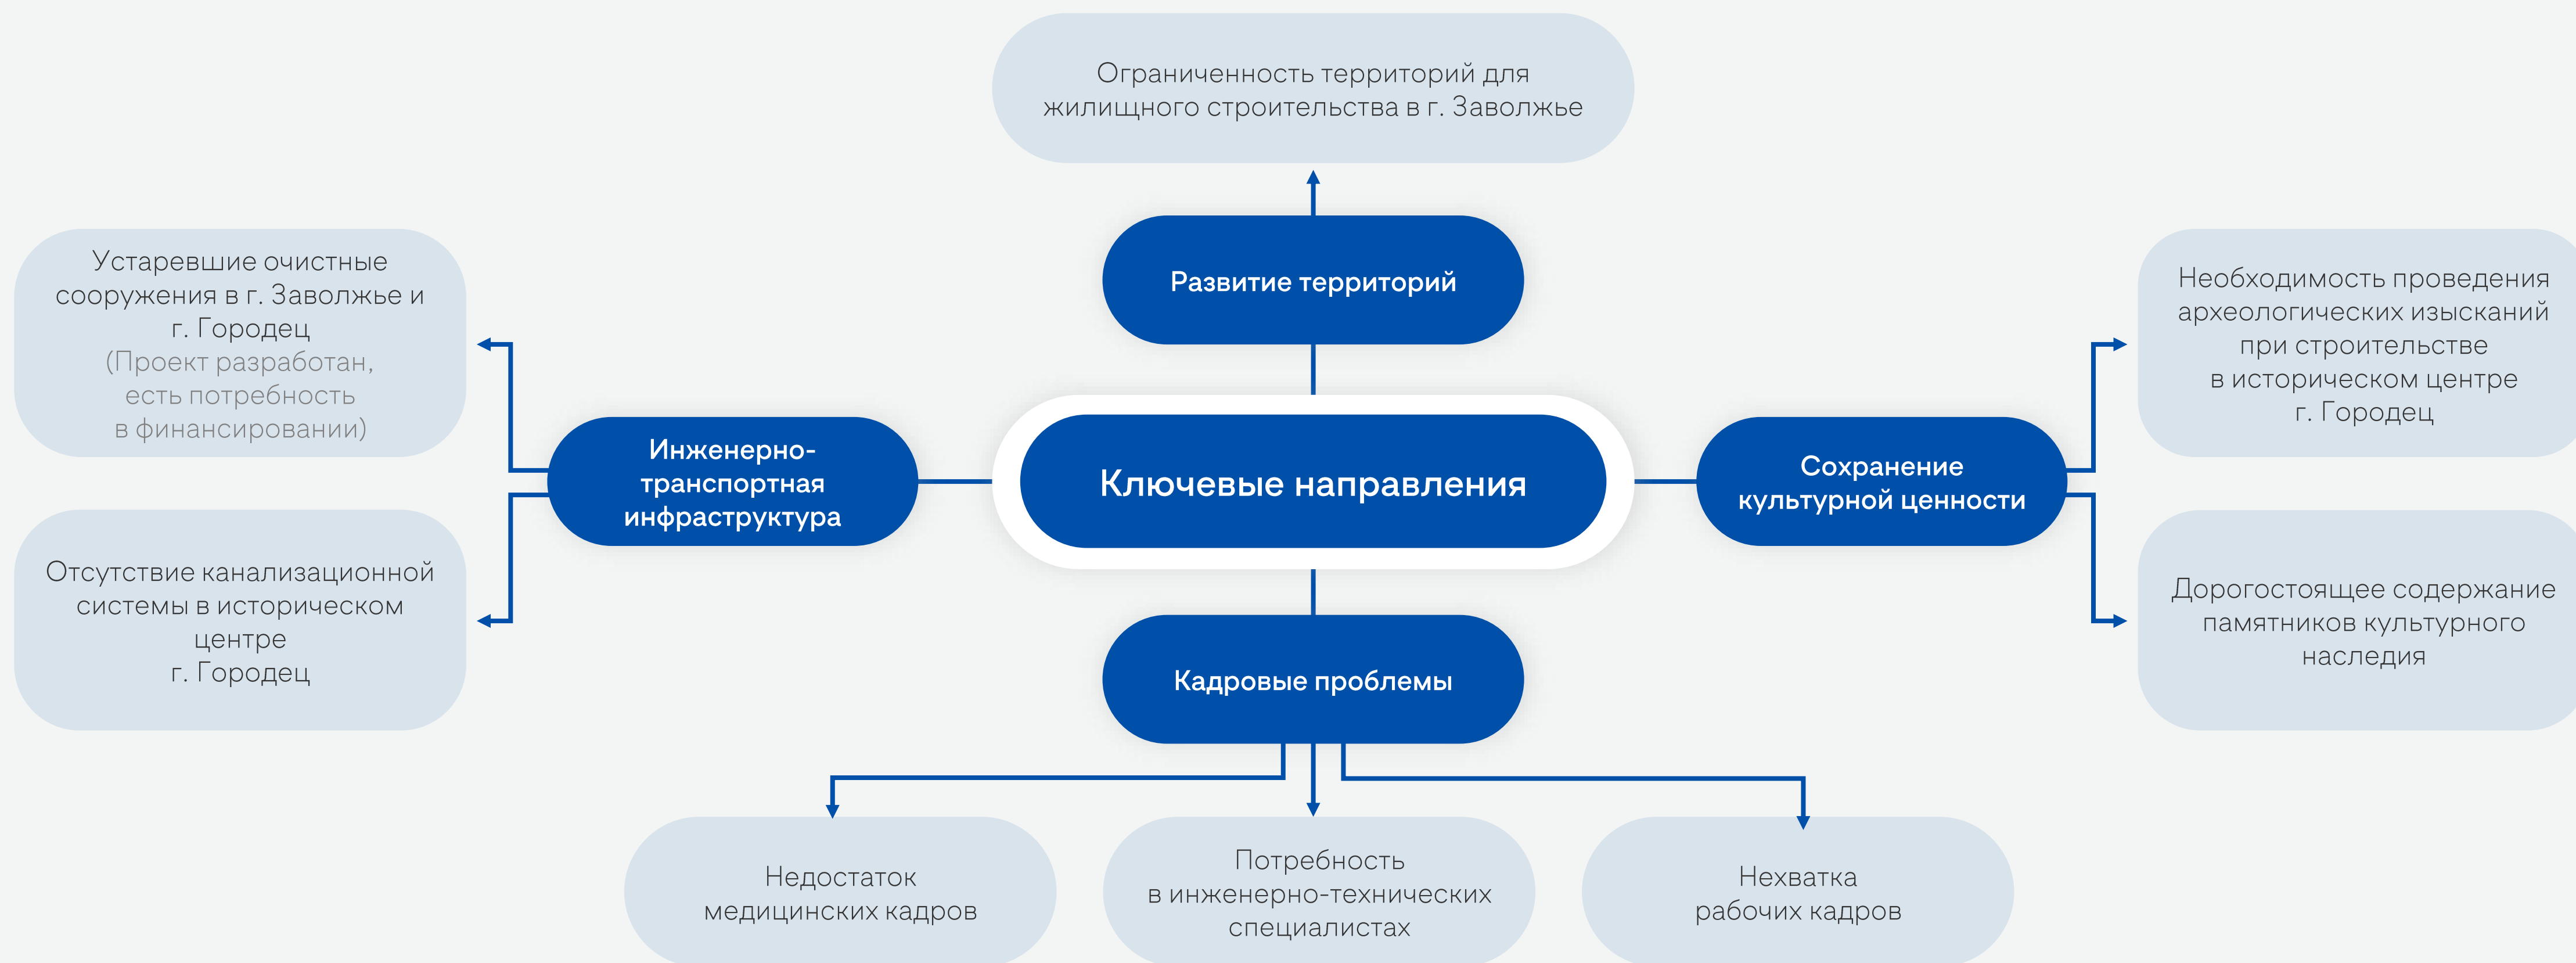 Ограниченность территорий для
жилищного строительства в г. Заволжье
Развитие территорий
Устаревшие очистные
сооружения в г. Заволжье и
г. Городец
(Проект разработан,
есть потребность
в финансировании)
Отсутствие канализационной
системы в историческом
центре
г. Городец
Инженерно-
транспортная
инфраструктура
Ключевые направления
Сохранение
культурной ценности
Необходимость проведения
археологических изысканий
при строительстве
в историческом центре
г. Городец
Дорогостоящее содержание
памятников культурного
наследия
Кадровые проблемы
Недостаток
медицинских кадров
Потребность
в инженерно-технических
специалистах
Нехватка
рабочих кадров